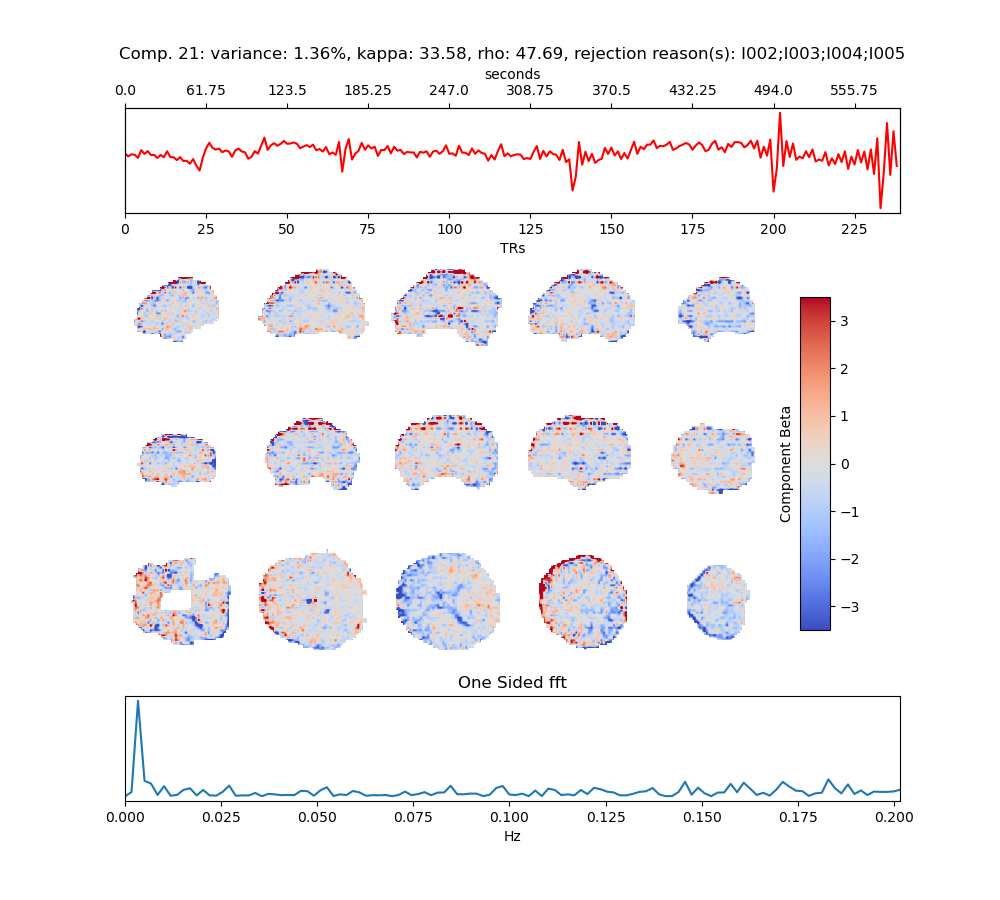 Comp. 21: variance: 1.36%, kappa: 33.58, rho: 47.69, rejection reason(s): I002;I003;I004;I005
seconds
0.0 61.75 123.5 185.25 247.0 308.75 370.5 432.25 494.0 555.75
0 25 50 75 100 125 150 175 200 225
TRs
3
2
1
0
−1
−2
−3
Component Beta
One Sided fft
0.000 0.025 0.050 0.075 0.100 0.125 0.150 0.175 0.200
Hz